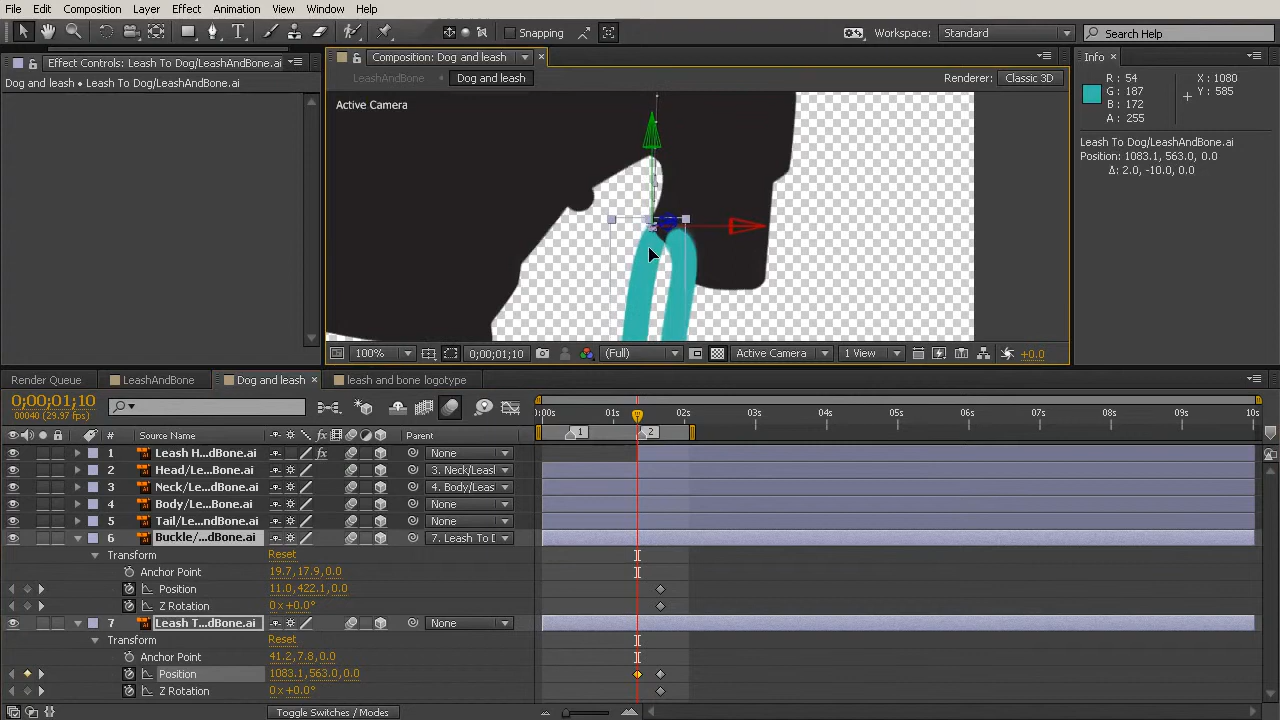 File Edit Composition Layer Effect Animation View Window Help
Snapping Workspace: Standard Search Help
Effect Controls: Leash To Dog/LeashAndBone.ai
Dog and leash • Leash To Dog/LeashAndBone.ai
Composition: Dog and leash
LeashAndBone Dog and leash Renderer: Classic 3D
Active Camera
Info
R : 54 X : 1080
G : 187 Y : 585
B : 172
A : 255
Leash To Dog/LeashAndBone.ai
Position: 1083.1, 563.0, 0.0
Δ: 2.0, -10.0, 0.0
100% 0;00;01;10 (Full) Active Camera 1 View +0.0
Render Queue LeashAndBone Dog and leash leash and bone logotype
0;00;01;10
00040 (29.97 fps)
0:00s 01s 02s 03s 04s 05s 06s 07s 08s 09s 10s
1 2
# Source Name fx Parent
1 Leash H...dBone.ai fx None
2 Head/Le...dBone.ai 3. Neck/Leasl
3 Neck/Le...dBone.ai 4. Body/Leas
4 Body/Le...Bone.ai None
5 Tail/Le...ndBone.ai None
6 Buckle/...dBone.ai 7. Leash To D
Transform Reset
Anchor Point 19.7,17.9,0.0
Position 11.0,422.1,0.0
Z Rotation 0x+0.0°
7 Leash T...dBone.ai None
Transform Reset
Anchor Point 41.2,7.8,0.0
Position 1083.1,563.0,0.0
Z Rotation 0x+0.0°
Toggle Switches / Modes